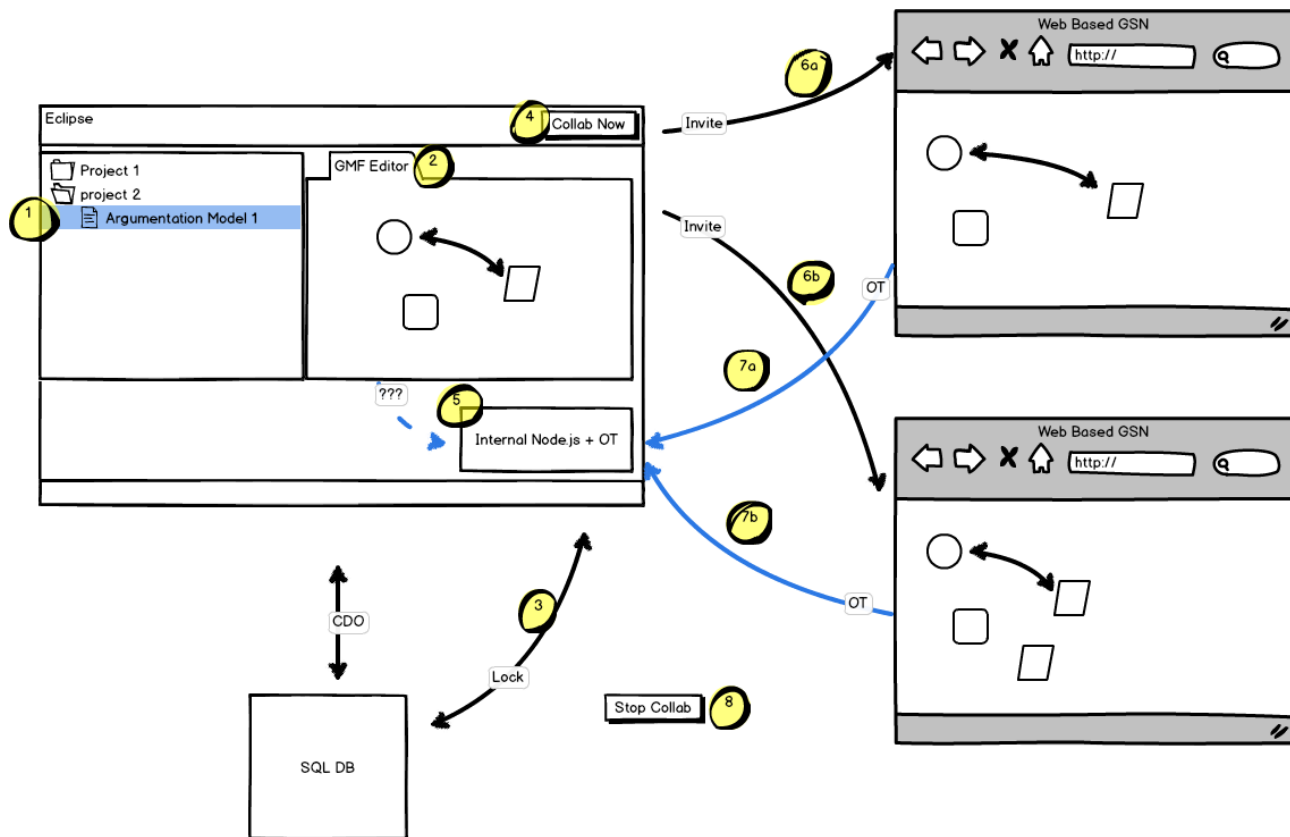 Web Based GSN
http://
6a
Eclipse
4
Collab Now
Invite
Project 1
GMF Editor
2
project 2
1
Argumentation Model 1
Invite
6b
OT
7a
???
5
Internal Node.js + OT
Web Based GSN
http://
7b
OT
3
CDO
Lock
Stop Collab
8
SQL DB